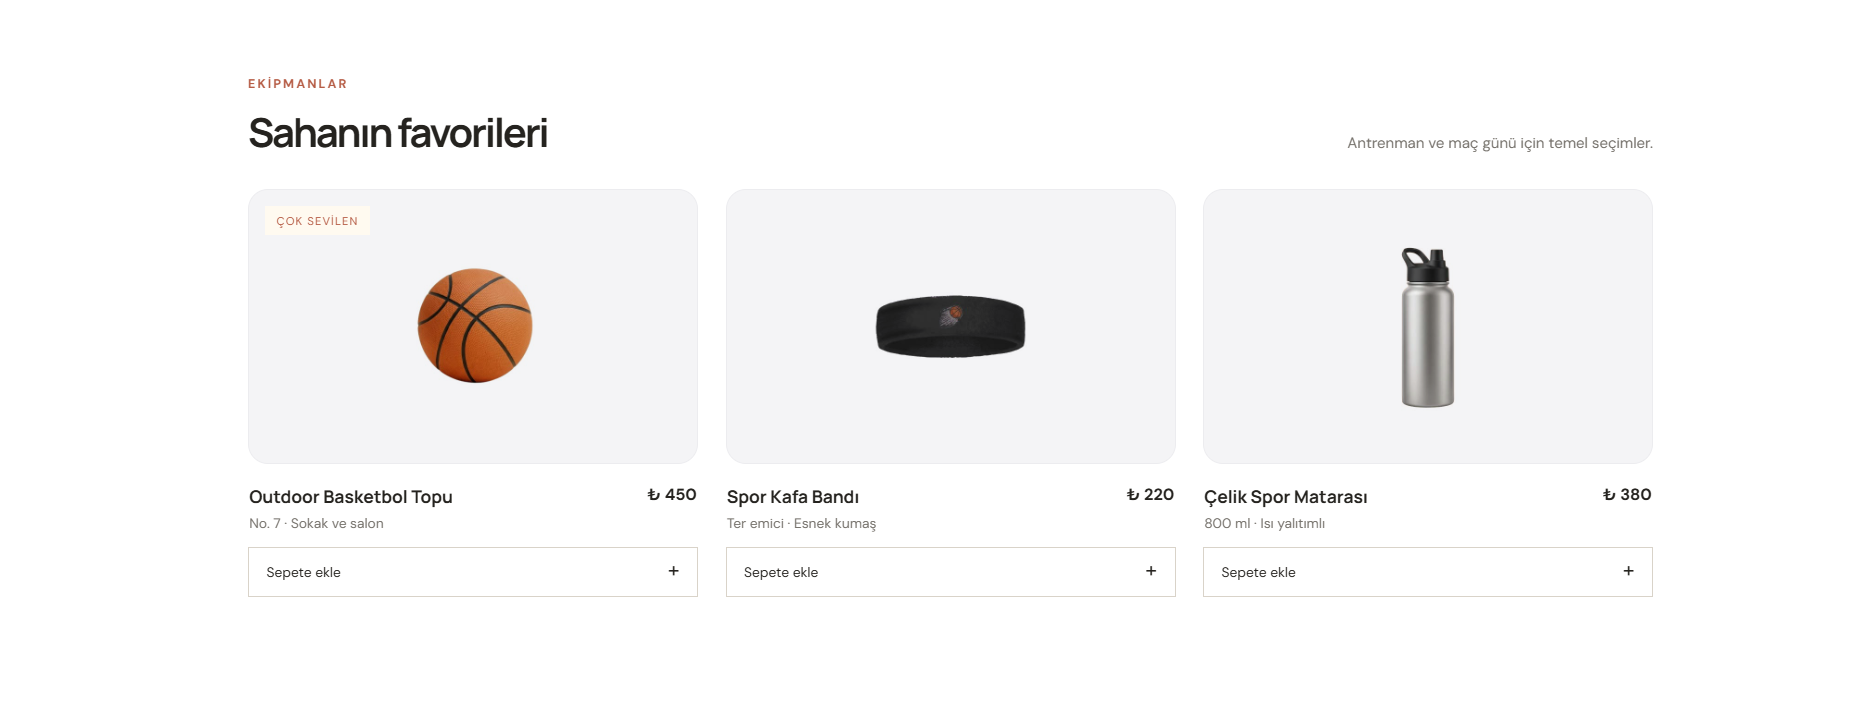 EKİPMANLAR
Sahanın favorileri
Antrenman ve maç günü için temel seçimler.
ÇOK SEVİLEN
Outdoor Basketbol Topu
₺ 450
No. 7 · Sokak ve salon
Sepete ekle +
Spor Kafa Bandı
₺ 220
Ter emici · Esnek kumaş
Sepete ekle +
Çelik Spor Matarası
₺ 380
800 ml · Isı yalıtımlı
Sepete ekle +